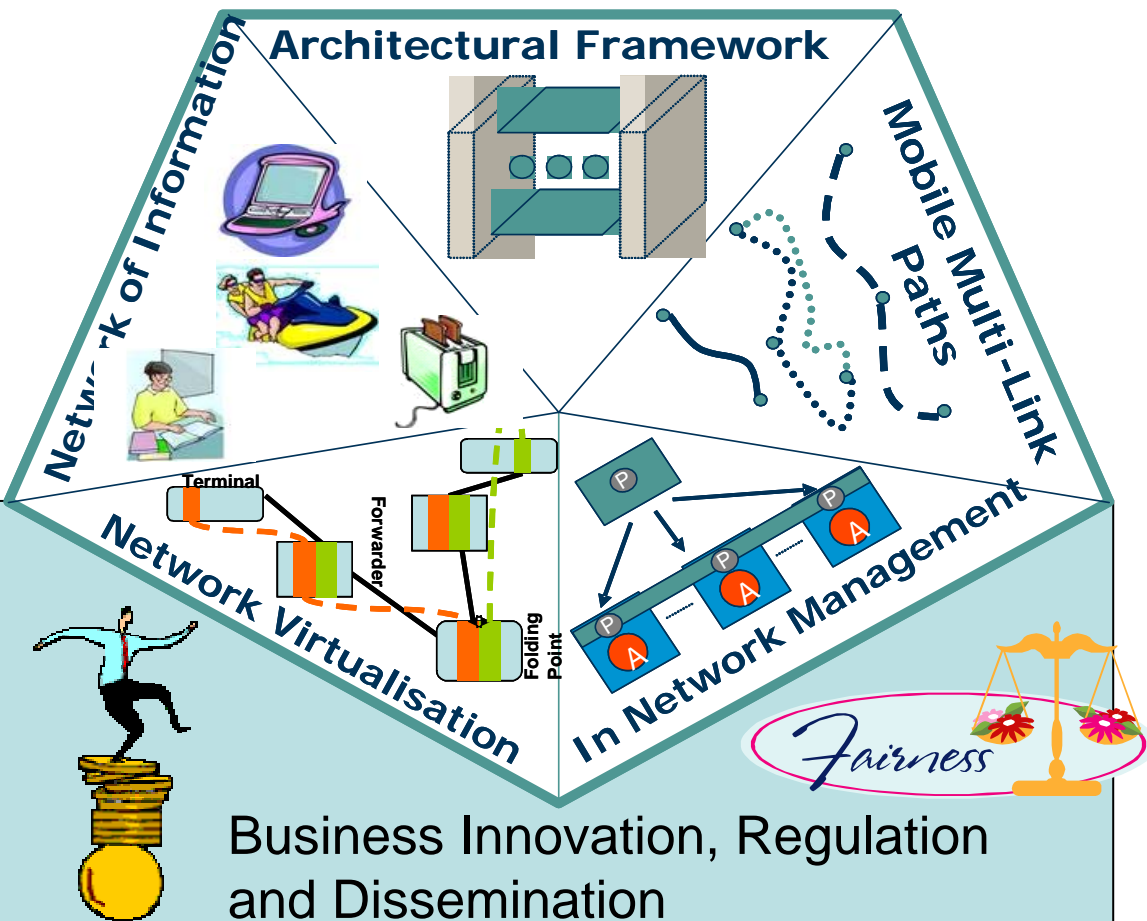 Architectural Framework
Network of Information
Mobile Multi-Link
Paths
Terminal
Forwarder
Folding
Point
Network Virtualisation
P
P
A
P
A
P
A
In Network Management
Fairness
Business Innovation, Regulation
and Dissemination